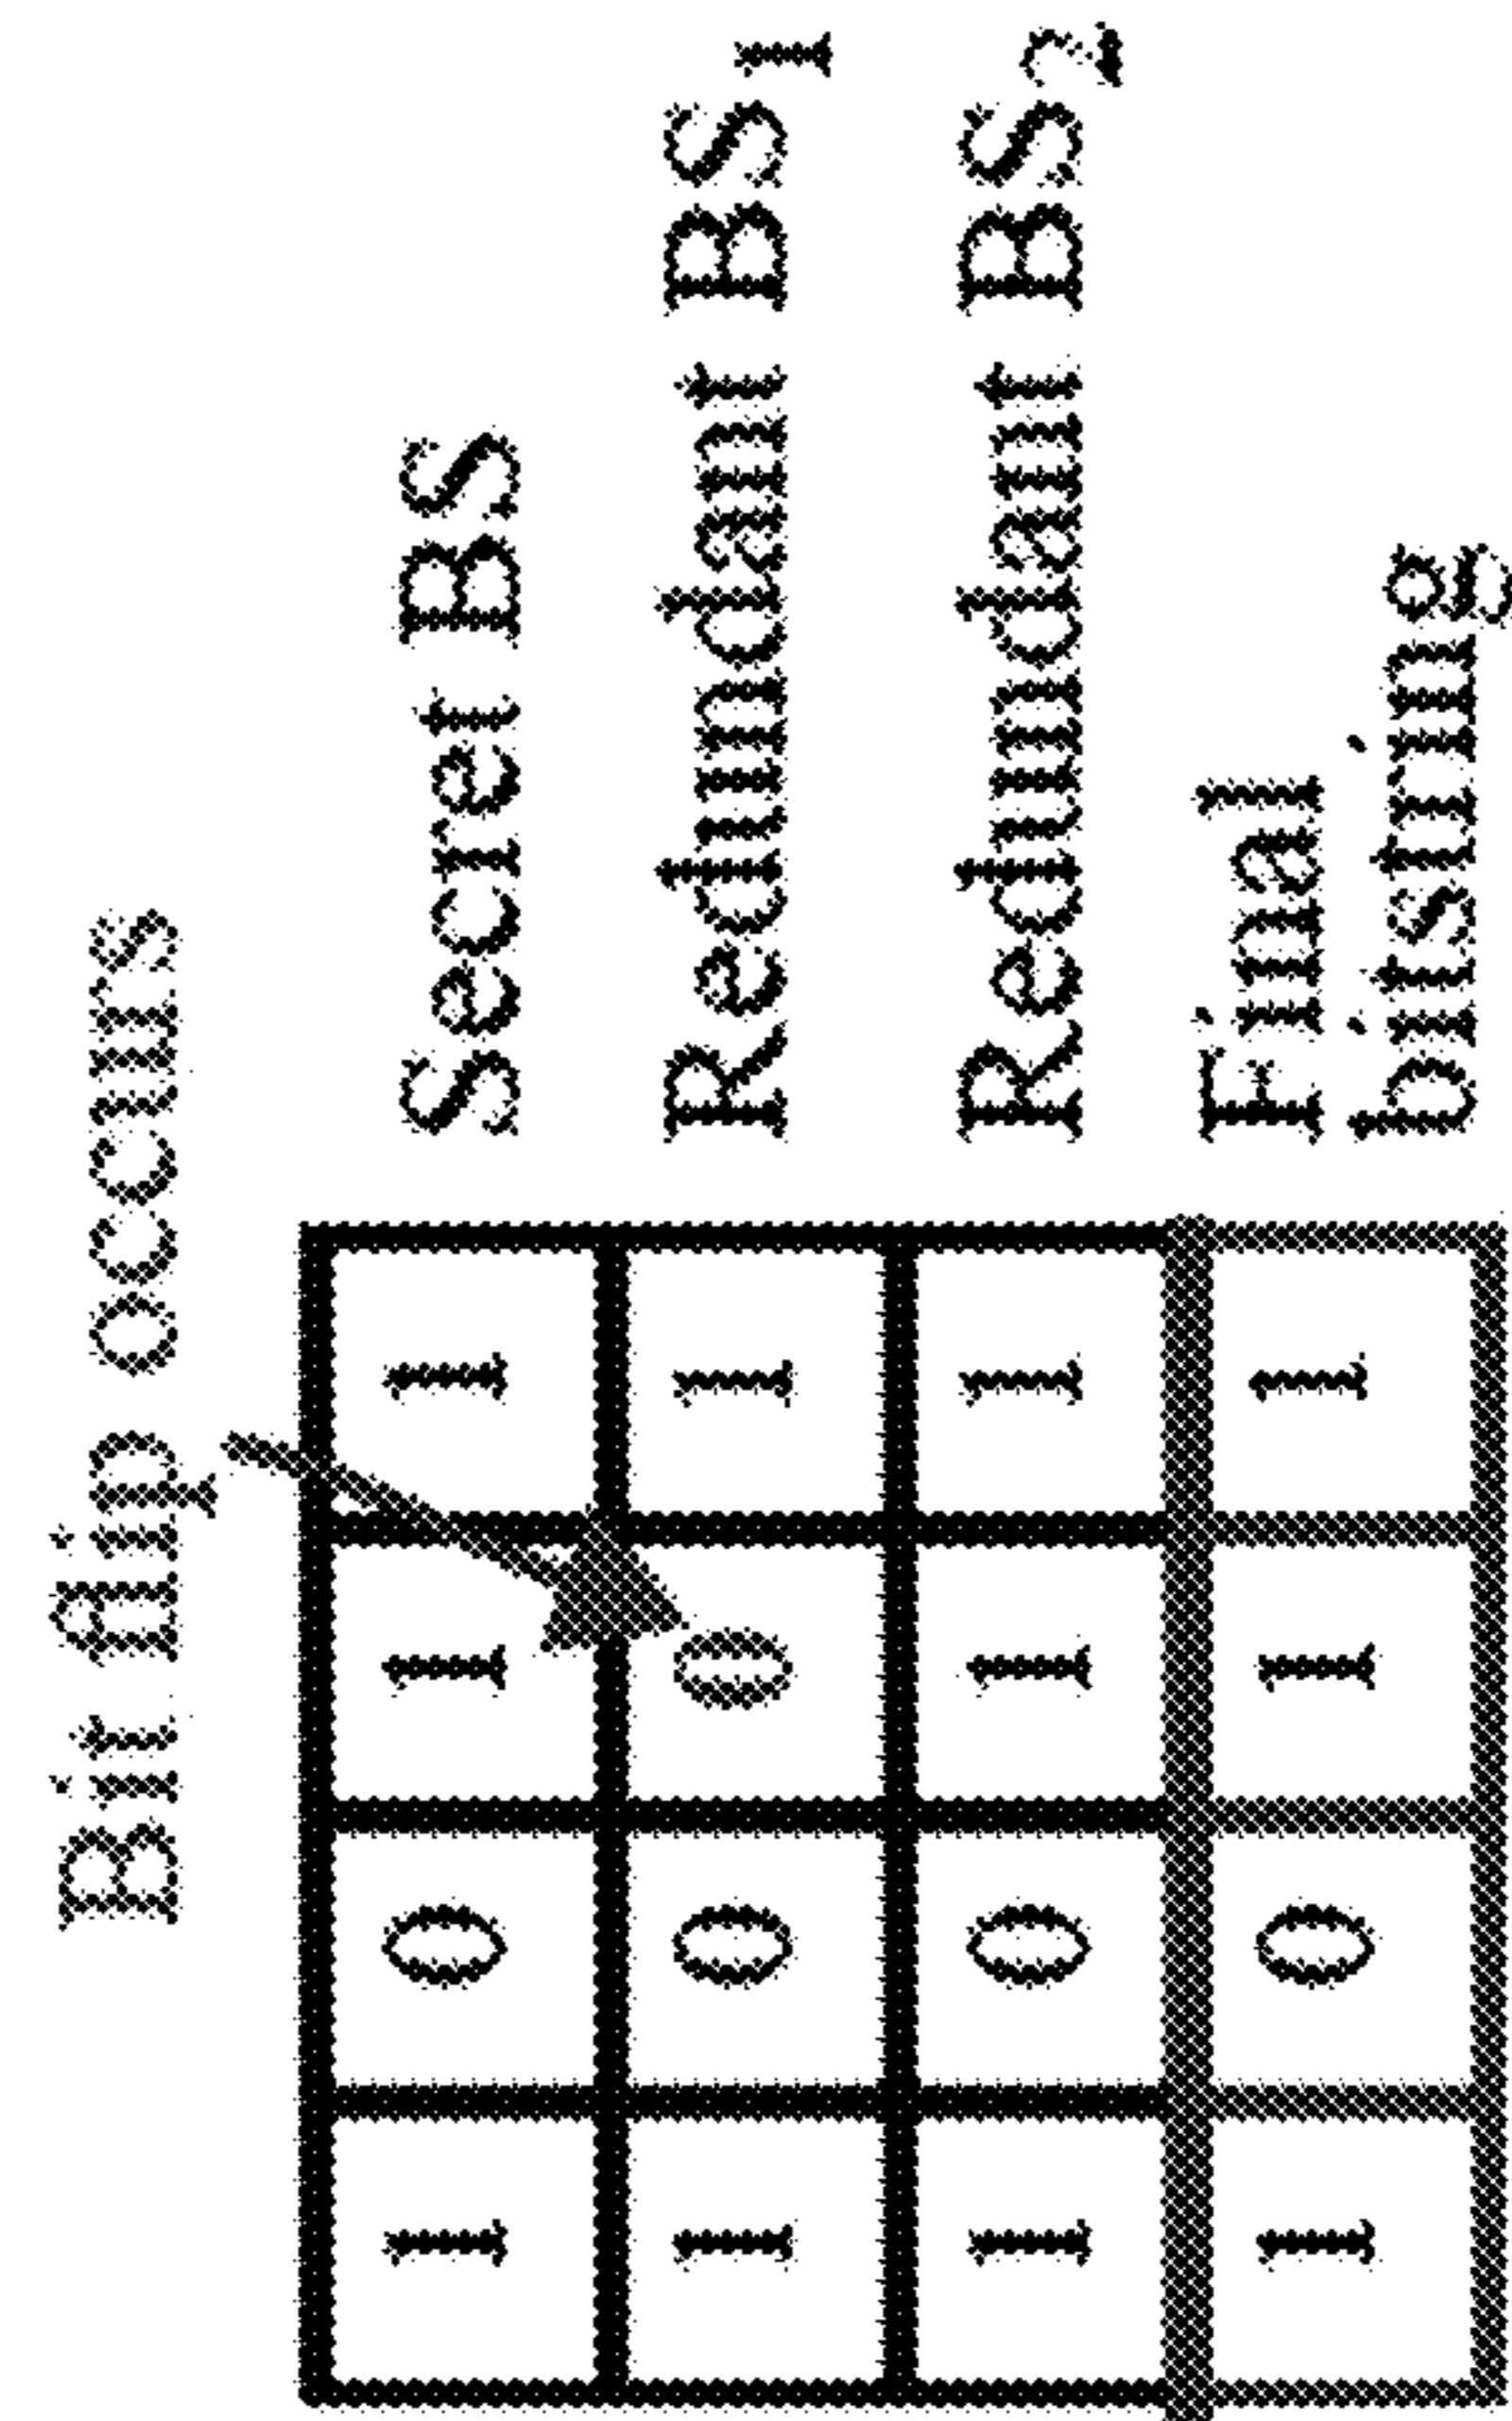 Bit flip occurs
1 0 1 1 Secret BS
1 0 0 1 Redundant BS1
1 0 1 1 Redundant BS2
1 0 1 1 Final
bitstring